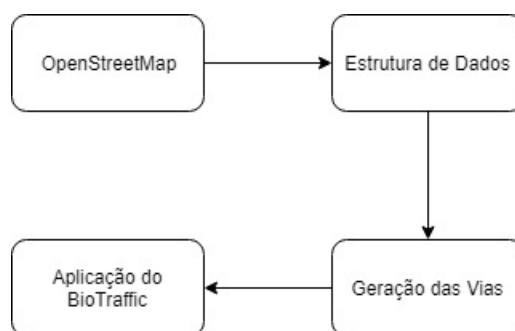 OpenStreetMap
Estrutura de Dados
Geração das Vias
Aplicação do
BioTraffic